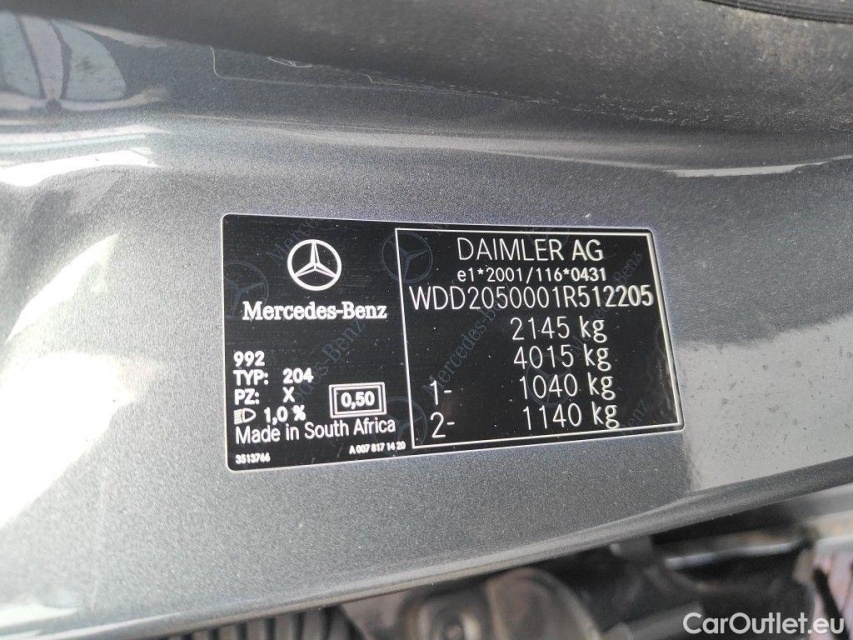 Mercedes-Benz
992
TYP: 204
PZ: X
1,0 %
0,50
Made in South Africa
3513764
A 007 817 14 20
DAIMLER AG
e1*2001/116*0431
WDD2050001R512205
2145 kg
4015 kg
1- 1040 kg
2- 1140 kg
CarOutlet.eu